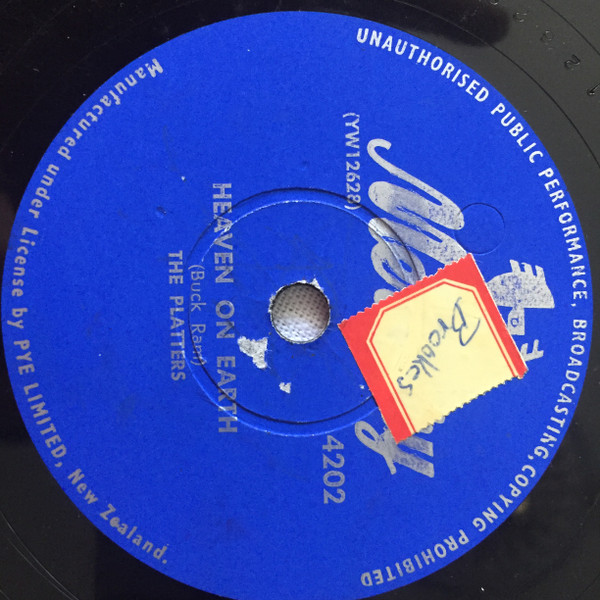 UNAUTHORISED PUBLIC PERFORMANCE, BROADCASTING, COPYING PROHIBITED
Mercury
Brookes
(YW12628)
4202
HEAVEN ON EARTH
(Buck Ram)
THE PLATTERS
Manufactured under License by PYE LIMITED, New Zealand.